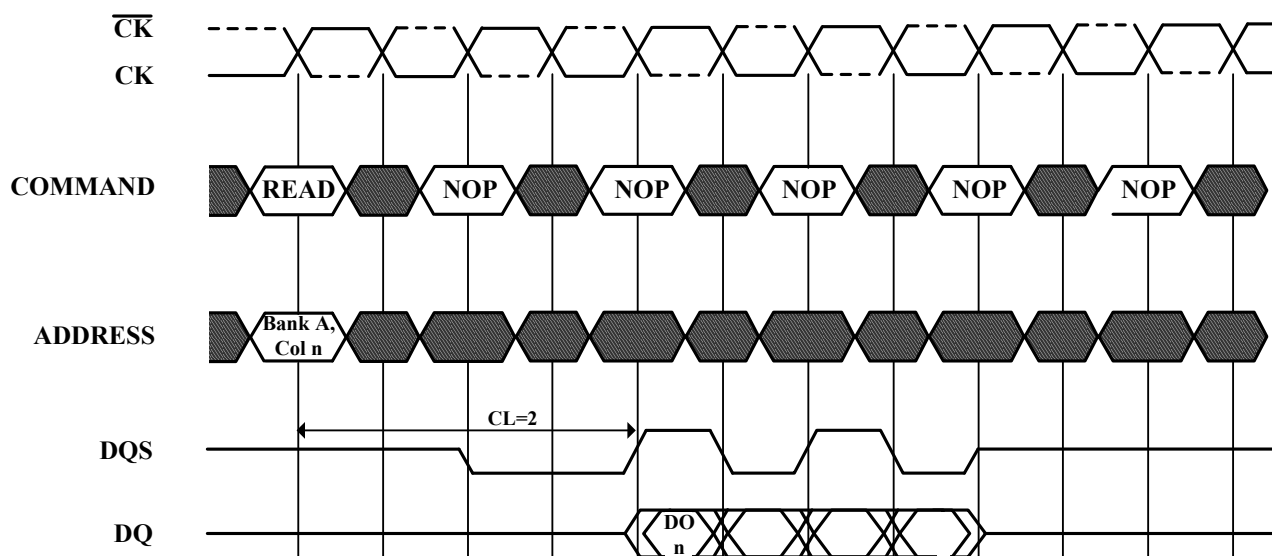 CK
CK
COMMAND
READ
NOP
NOP
NOP
NOP
NOP
ADDRESS
Bank A,
Col n
CL=2
DQS
DQ
DO
n